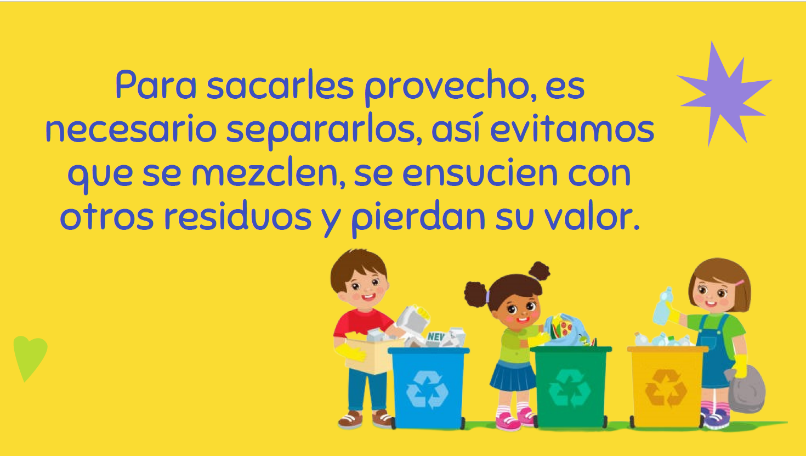 Para sacarles provecho, es
necesario separarlos, así evitamos
que se mezclen, se ensucien con
otros residuos y pierdan su valor.
NEW